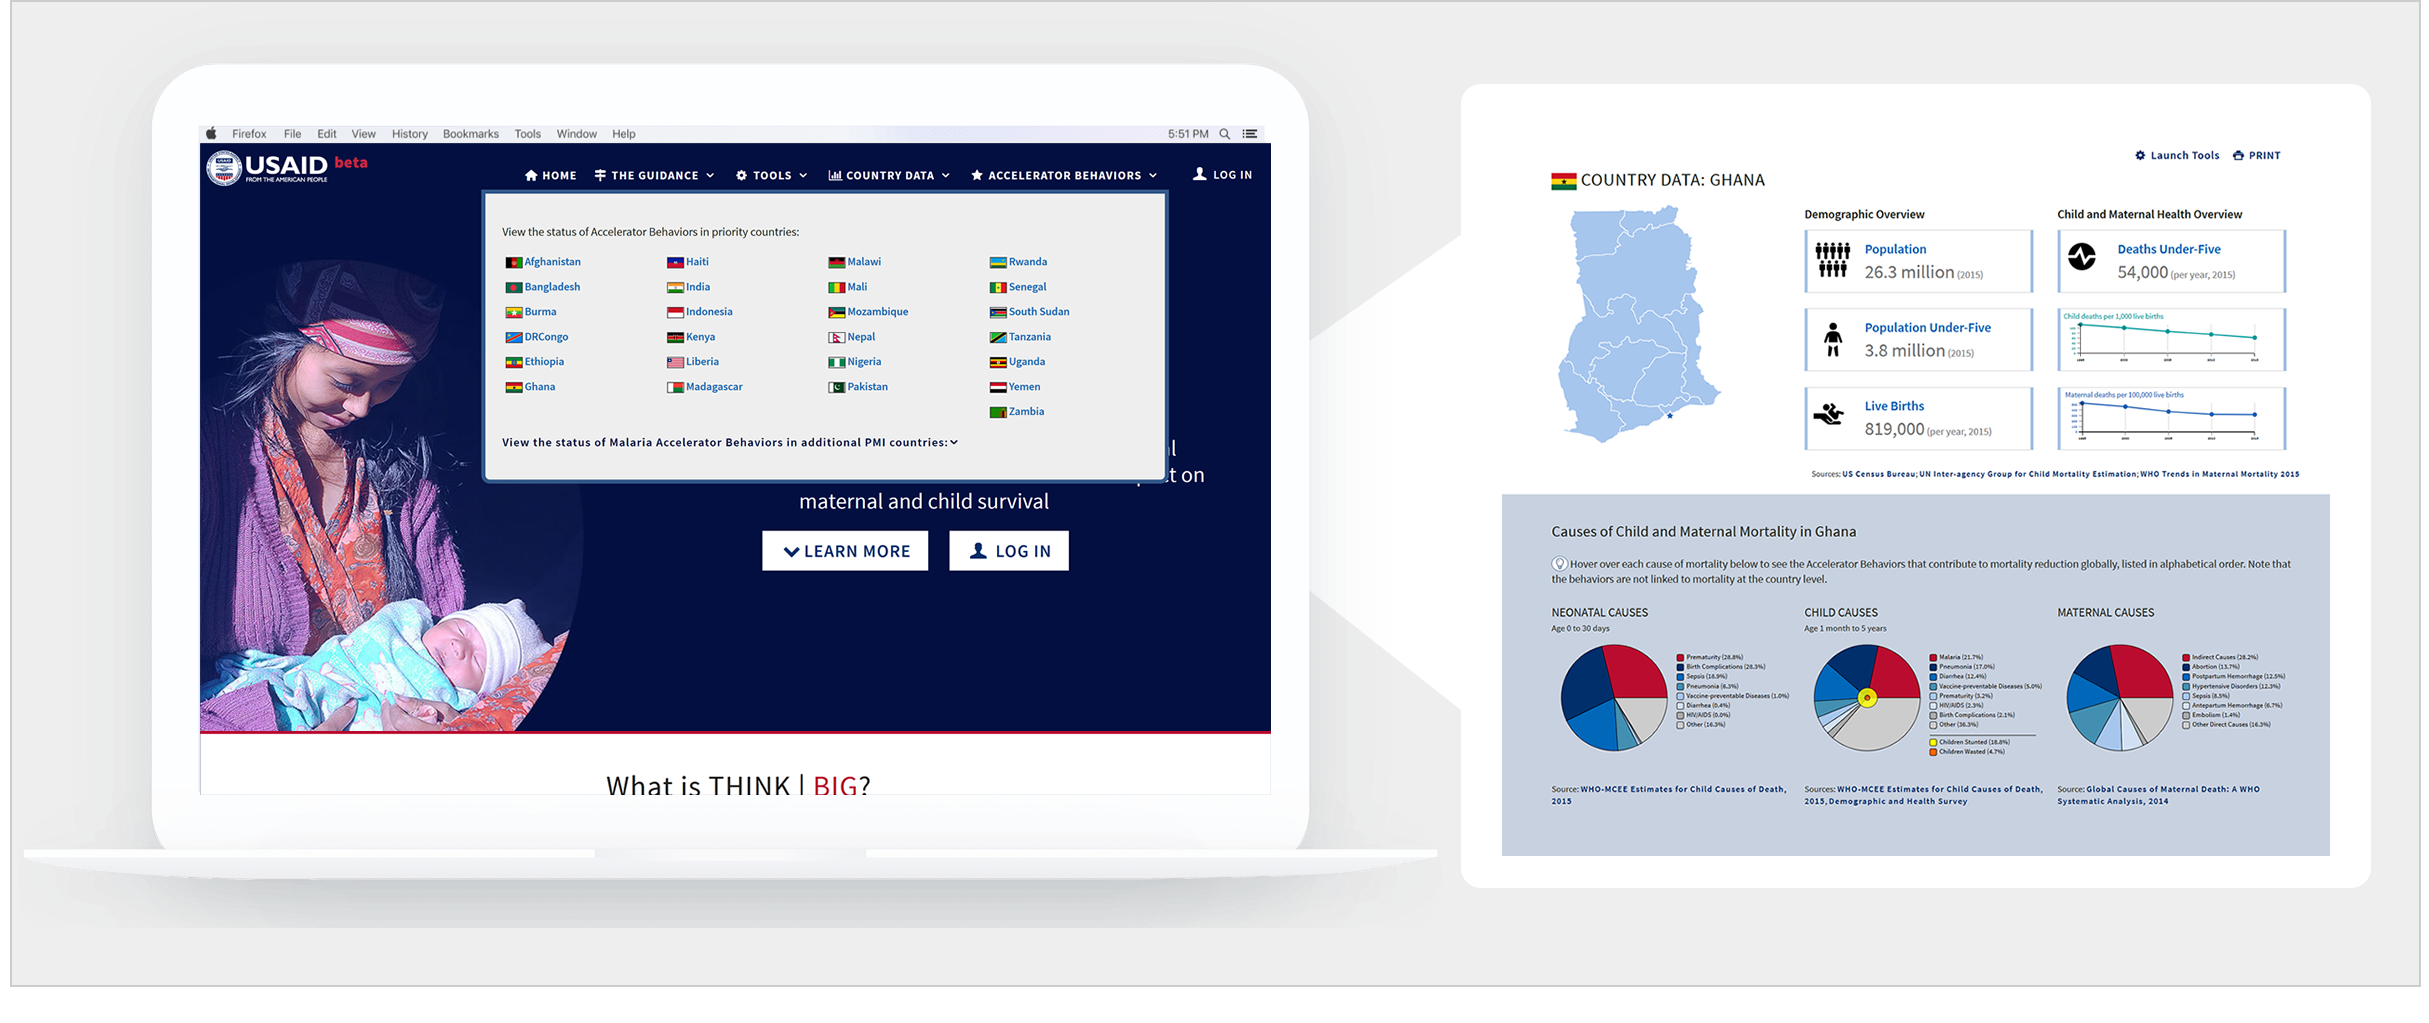 Firefox File Edit View History Bookmarks Tools Window Help 5:51 PM
USAID beta
FROM THE AMERICAN PEOPLE
HOME THE GUIDANCE TOOLS COUNTRY DATA ACCELERATOR BEHAVIORS LOG IN
View the status of Accelerator Behaviors in priority countries:
Afghanistan Haiti Malawi Rwanda
Bangladesh India Mali Senegal
Burma Indonesia Mozambique South Sudan
DRCongo Kenya Nepal Tanzania
Ethiopia Liberia Nigeria Uganda
Ghana Madagascar Pakistan Yemen
Zambia
View the status of Malaria Accelerator Behaviors in additional PMI countries:
on
maternal and child survival
LEARN MORE LOG IN
What is THINK | BIG?
Launch Tools PRINT
COUNTRY DATA: GHANA
Demographic Overview
Population
26.3 million (2015)
Population Under-Five
3.8 million (2015)
Live Births
819,000 (per year, 2015)
Child and Maternal Health Overview
Deaths Under-Five
54,000 (per year, 2015)
Child deaths per 1,000 live births
Maternal deaths per 100,000 live births
Sources: US Census Bureau; UN Inter-agency Group for Child Mortality Estimation; WHO Trends in Maternal Mortality 2015
Causes of Child and Maternal Mortality in Ghana
Hover over each cause of mortality below to see the Accelerator Behaviors that contribute to mortality reduction globally, listed in alphabetical order. Note that
the behaviors are not linked to mortality at the country level.
NEONATAL CAUSES
Age 0 to 30 days
Prematurity (28.8%)
Birth Complications (28.3%)
Sepsis (18.9%)
Pneumonia (6.3%)
Vaccine-preventable Diseases (1.0%)
Diarrhea (0.4%)
HIV/AIDS (0.0%)
Other (16.3%)
Source: WHO-MCEE Estimates for Child Causes of Death,
2015
CHILD CAUSES
Age 1 month to 5 years
Malaria (21.7%)
Pneumonia (17.0%)
Diarrhea (12.4%)
Vaccine-preventable Diseases (5.0%)
Prematurity (3.2%)
HIV/AIDS (2.3%)
Birth Complications (2.1%)
Other (36.3%)
Children Stunted (18.8%)
Children Wasted (4.7%)
Sources: WHO-MCEE Estimates for Child Causes of Death,
2015, Demographic and Health Survey
MATERNAL CAUSES
Indirect Causes (28.2%)
Abortion (13.7%)
Postpartum Hemorrhage (12.5%)
Hypertensive Disorders (12.3%)
Sepsis (8.5%)
Antepartum Hemorrhage (6.7%)
Embolism (1.4%)
Other Direct Causes (16.3%)
Source: Global Causes of Maternal Death: A WHO
Systematic Analysis, 2014